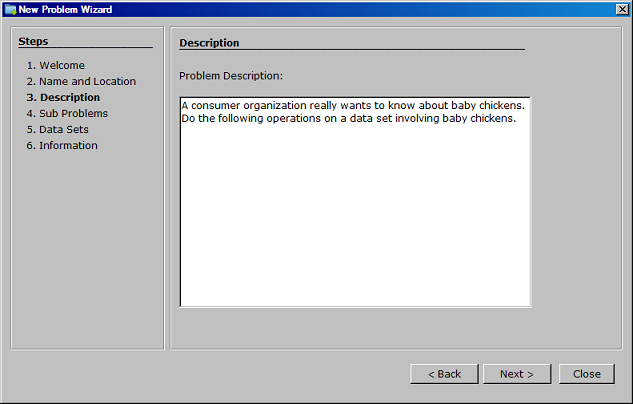 New Problem Wizard
Steps
1. Welcome
2. Name and Location
3. Description
4. Sub Problems
5. Data Sets
6. Information
Description
Problem Description:
A consumer organization really wants to know about baby chickens.
Do the following operations on a data set involving baby chickens.
< Back
Next >
Close